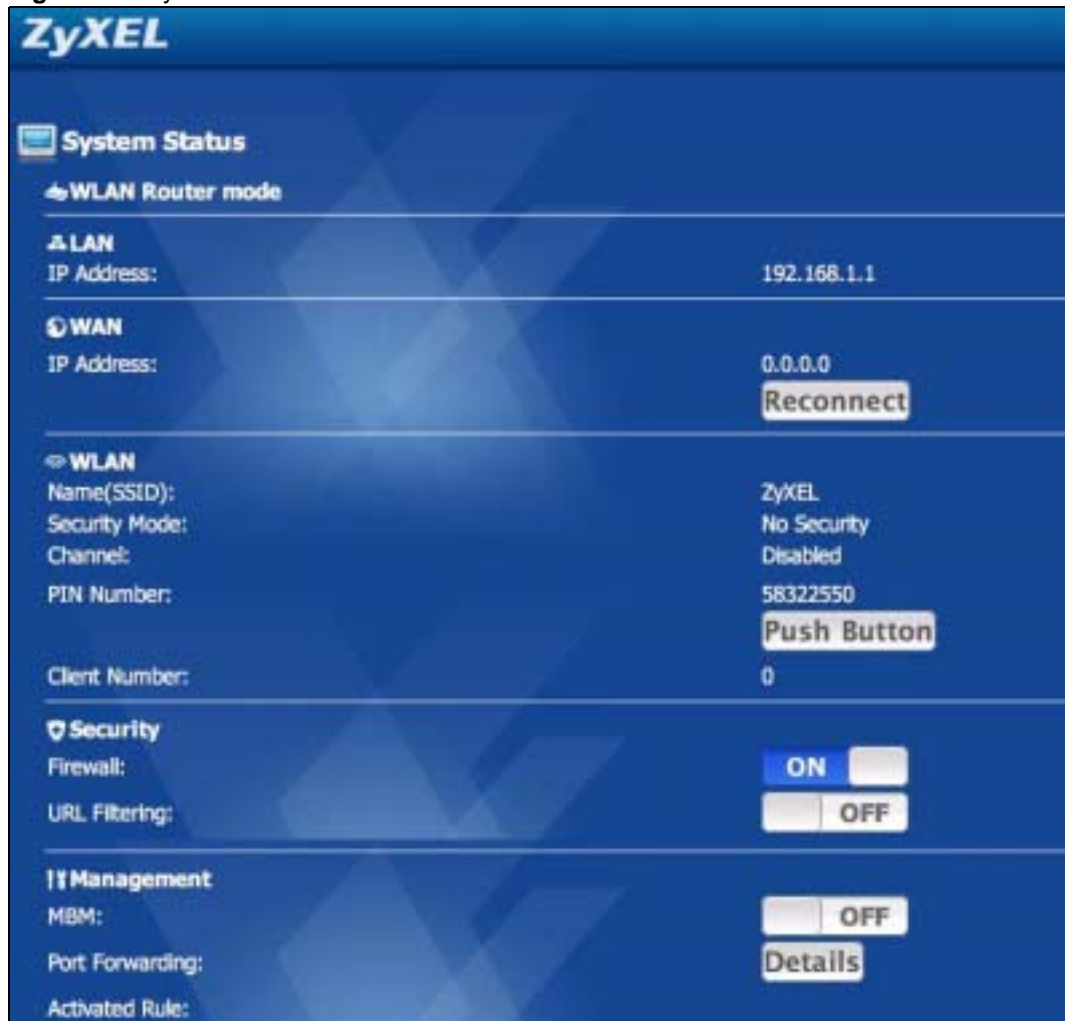 ZyXEL
System Status
WLAN Router mode
LAN
IP Address: 192.168.1.1
WAN
IP Address: 0.0.0.0
Reconnect
WLAN
Name(SSID): ZyXEL
Security Mode: No Security
Channel: Disabled
PIN Number: 58322550
Push Button
Client Number: 0
Security
Firewall: ON
URL Filtering: OFF
Management
MBM: OFF
Port Forwarding: Details
Activated Rule: